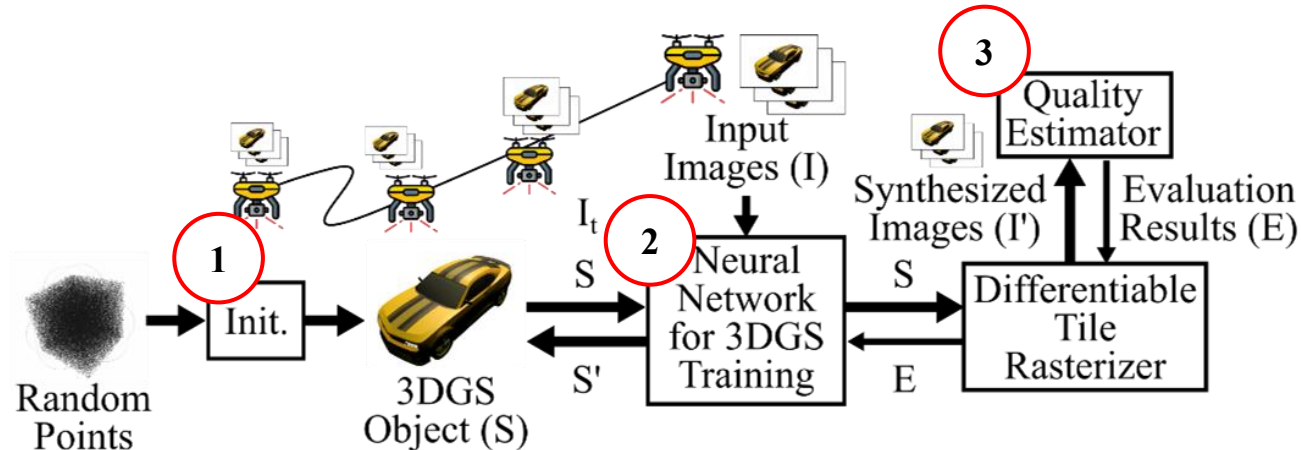 1
Init.
Random
Points
3DGS
Object (S)
Input
Images (I)
I_t
S
S'
2
Neural
Network
for 3DGS
Training
S
E
Synthesized
Images (I')
3
Quality
Estimator
Evaluation
Results (E)
Differentiable
Tile
Rasterizer